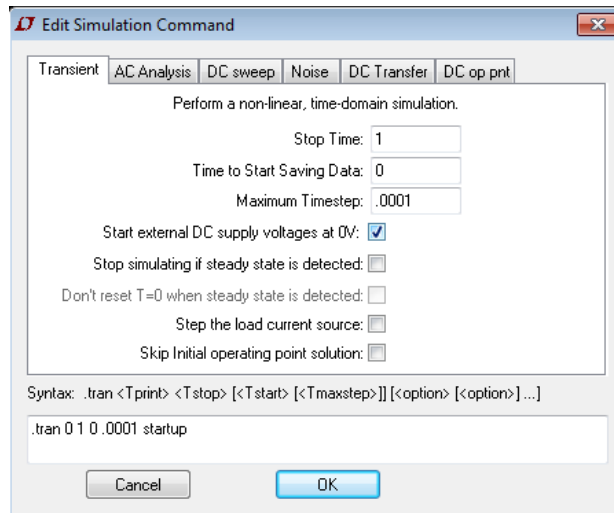 Edit Simulation Command
Transient AC Analysis DC sweep Noise DC Transfer DC op pnt
Perform a non-linear, time-domain simulation.
Stop Time: 1
Time to Start Saving Data: 0
Maximum Timestep: .0001
Start external DC supply voltages at 0V:
Stop simulating if steady state is detected:
Don't reset T=0 when steady state is detected:
Step the load current source:
Skip Initial operating point solution:
Syntax: .tran <Tprint> <Tstop> [<Tstart> [<Tmaxstep>]] [<option> [<option>] ...]
.tran 0 1 0 .0001 startup
Cancel OK